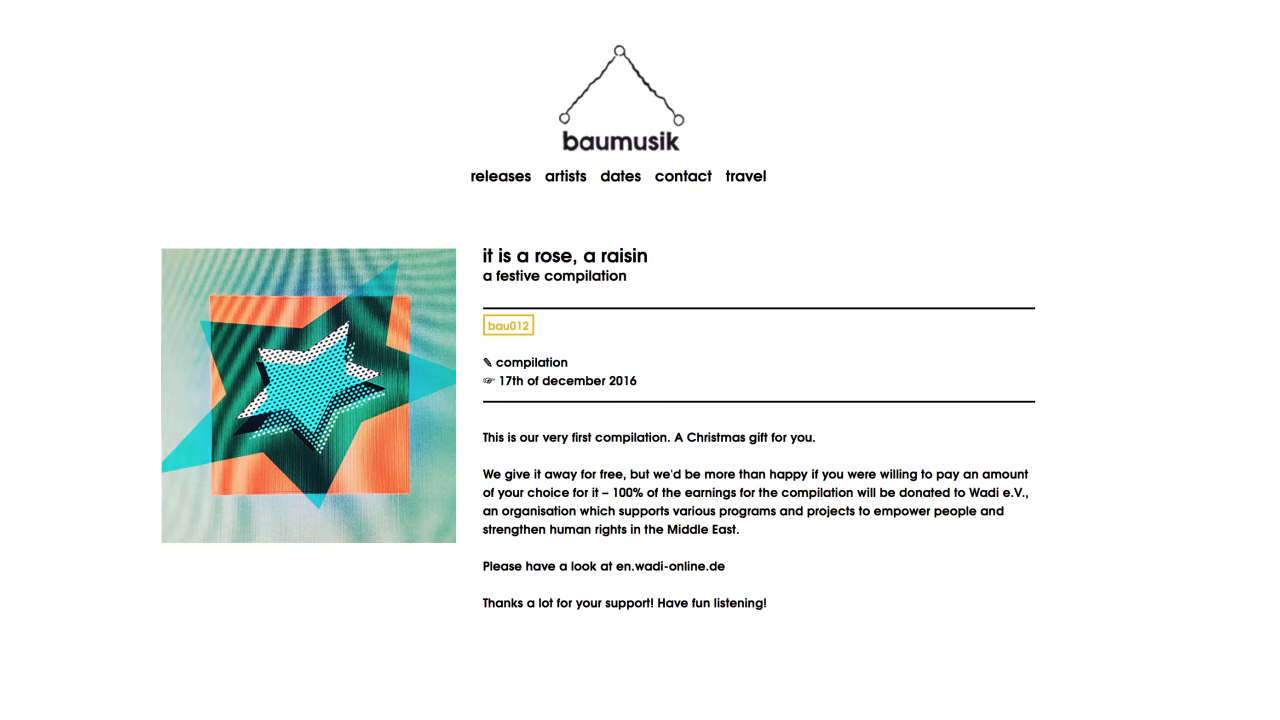 baumusik
releases artists dates contact travel
it is a rose, a raisin
a festive compilation
bau012
✎ compilation
☞ 17th of december 2016
This is our very first compilation. A Christmas gift for you.
We give it away for free, but we'd be more than happy if you were willing to pay an amount
of your choice for it – 100% of the earnings for the compilation will be donated to Wadi e.V.,
an organisation which supports various programs and projects to empower people and
strengthen human rights in the Middle East.
Please have a look at en.wadi-online.de
Thanks a lot for your support! Have fun listening!